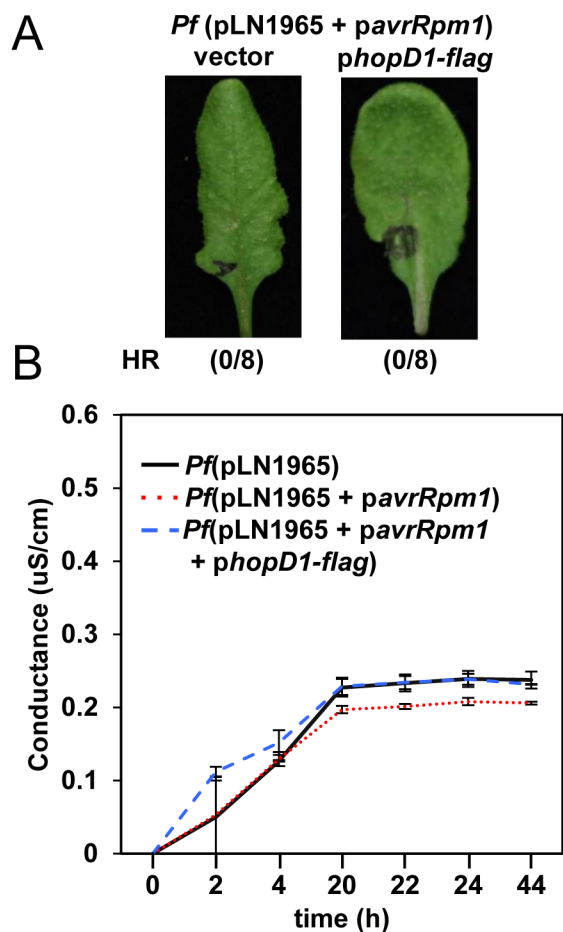 A
Pf (pLN1965 + pavrRpm1)
vector phopD1-flag
HR (0/8) (0/8)
B
0.6
0.5
0.4
0.3
0.2
0.1
0
Conductance (uS/cm)
Pf(pLN1965)
Pf(pLN1965 + pavrRpm1)
Pf(pLN1965 + pavrRpm1
+ phopD1-flag)
0 2 4 20 22 24 44
time (h)